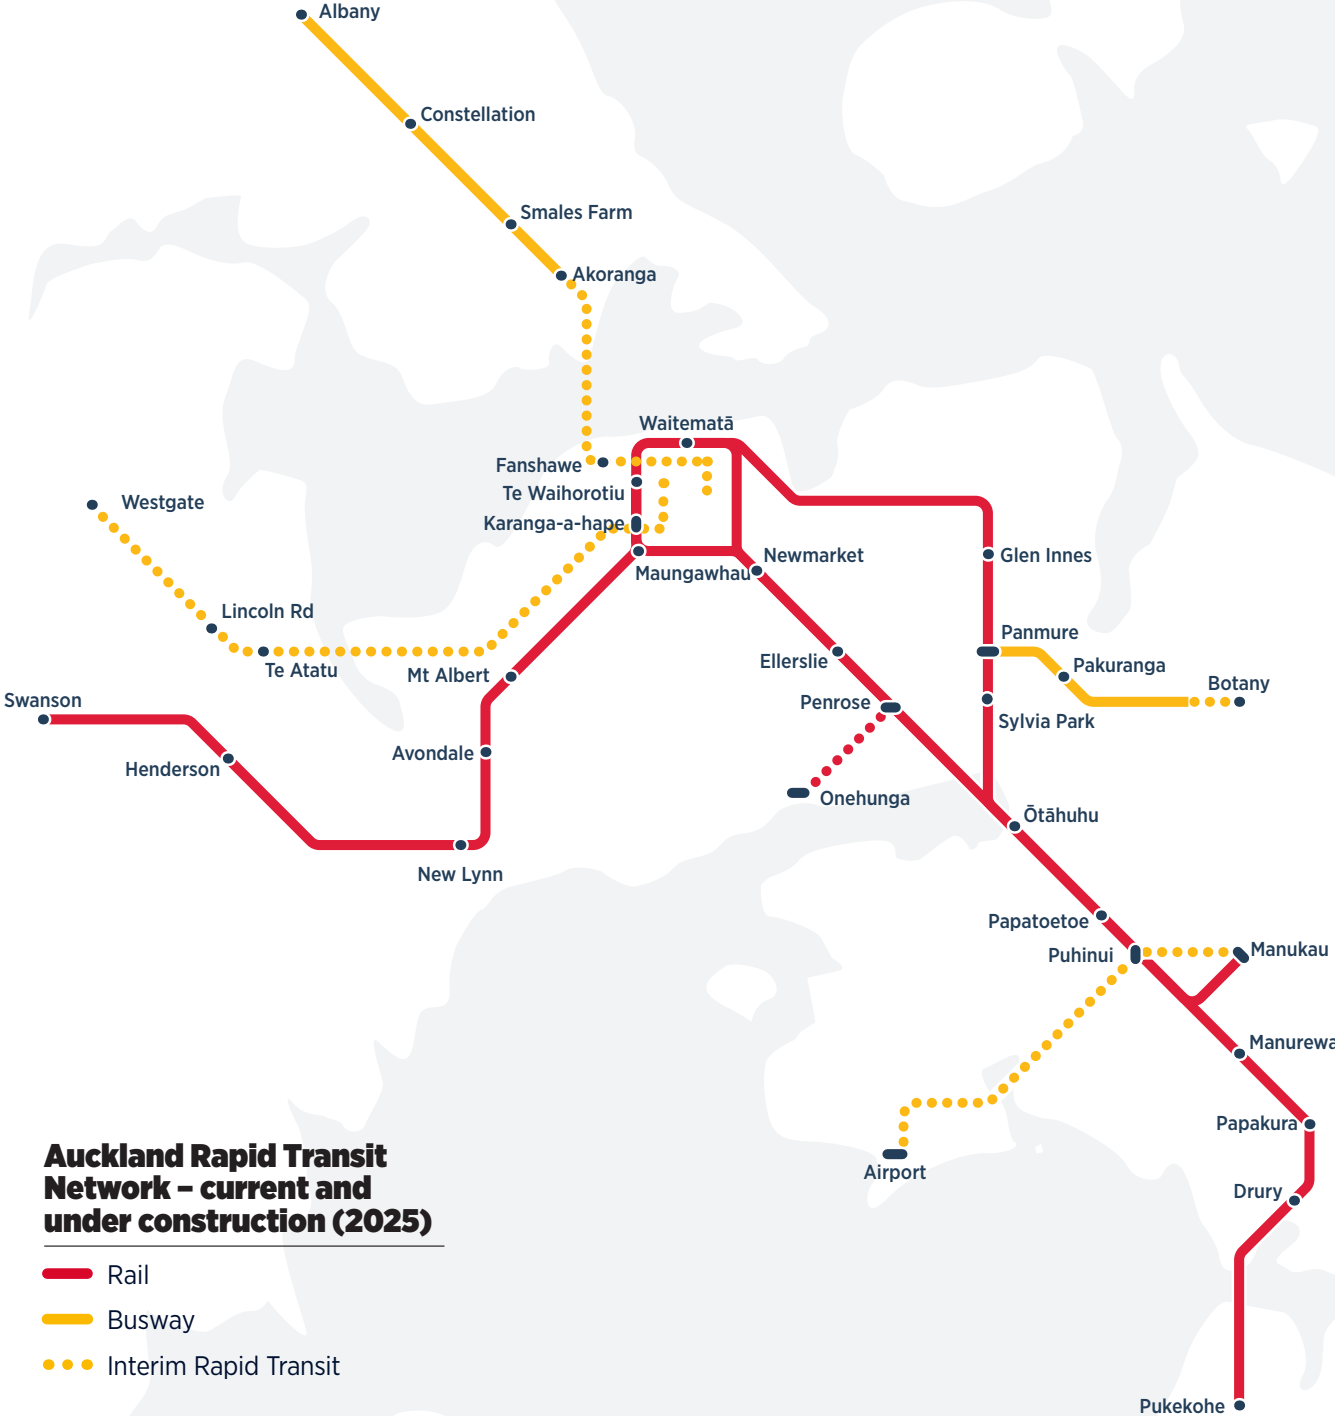 Albany
Constellation
Smales Farm
Akoranga
Waitematā
Fanshawe
Te Waihorotiu
Westgate
Karanga-a-hape
Newmarket
Glen Innes
Maungawhau
Lincoln Rd
Panmure
Ellerslie
Pakuranga
Te Atatu
Mt Albert
Botany
Swanson
Penrose
Sylvia Park
Avondale
Henderson
Onehunga
Ōtāhuhu
New Lynn
Papatoetoe
Puhinui
Manukau
Manurewa
Papakura
Airport
Drury
Pukekohe
Auckland Rapid Transit
Network – current and
under construction (2025)
Rail
Busway
Interim Rapid Transit